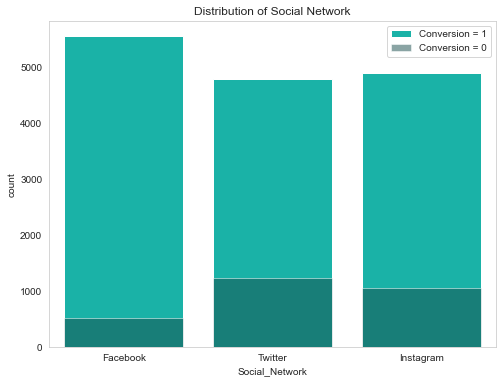 Distribution of Social Network
Conversion = 1
Conversion = 0
5000
4000
3000
2000
1000
0
count
Facebook
Twitter
Instagram
Social_Network